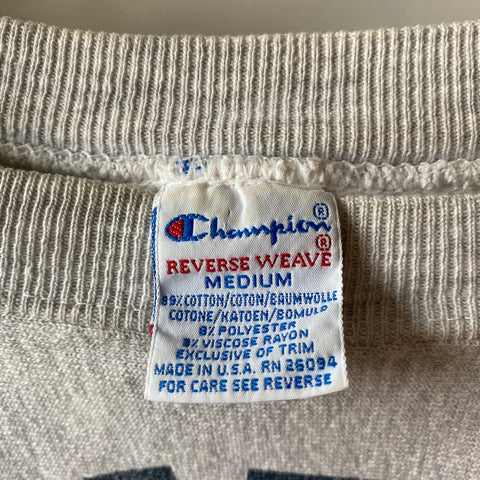 Champion®
REVERSE WEAVE®
MEDIUM
89% COTTON/COTON/BAUMWOLLE
COTONE/KATOEN/BOMULD
8% POLYESTER
3% VISCOSE RAYON
EXCLUSIVE OF TRIM
MADE IN U.S.A. RN 26094
FOR CARE SEE REVERSE